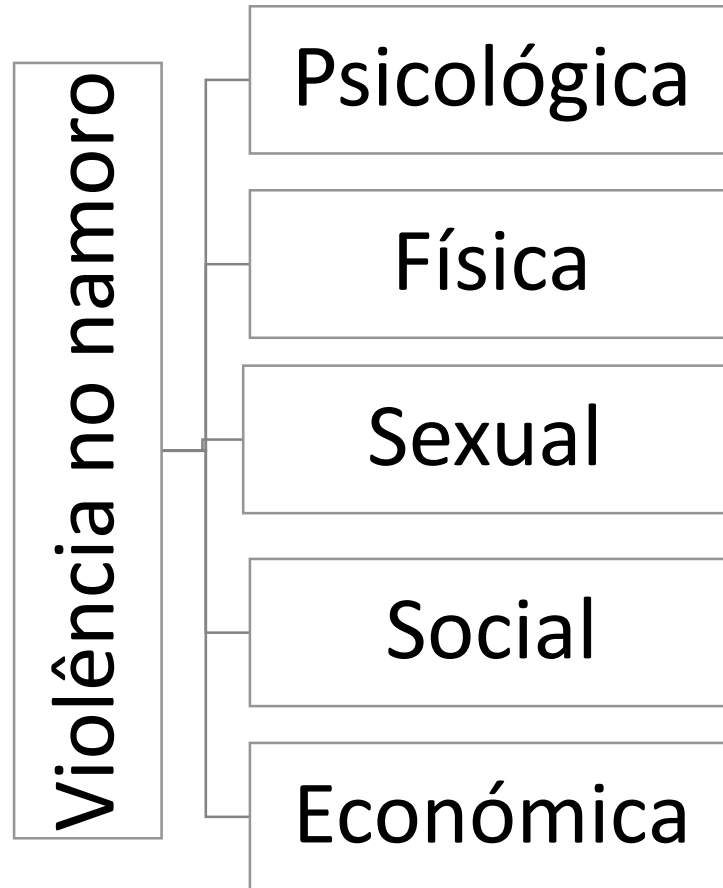 Violência no namoro
Psicológica
Física
Sexual
Social
Económica